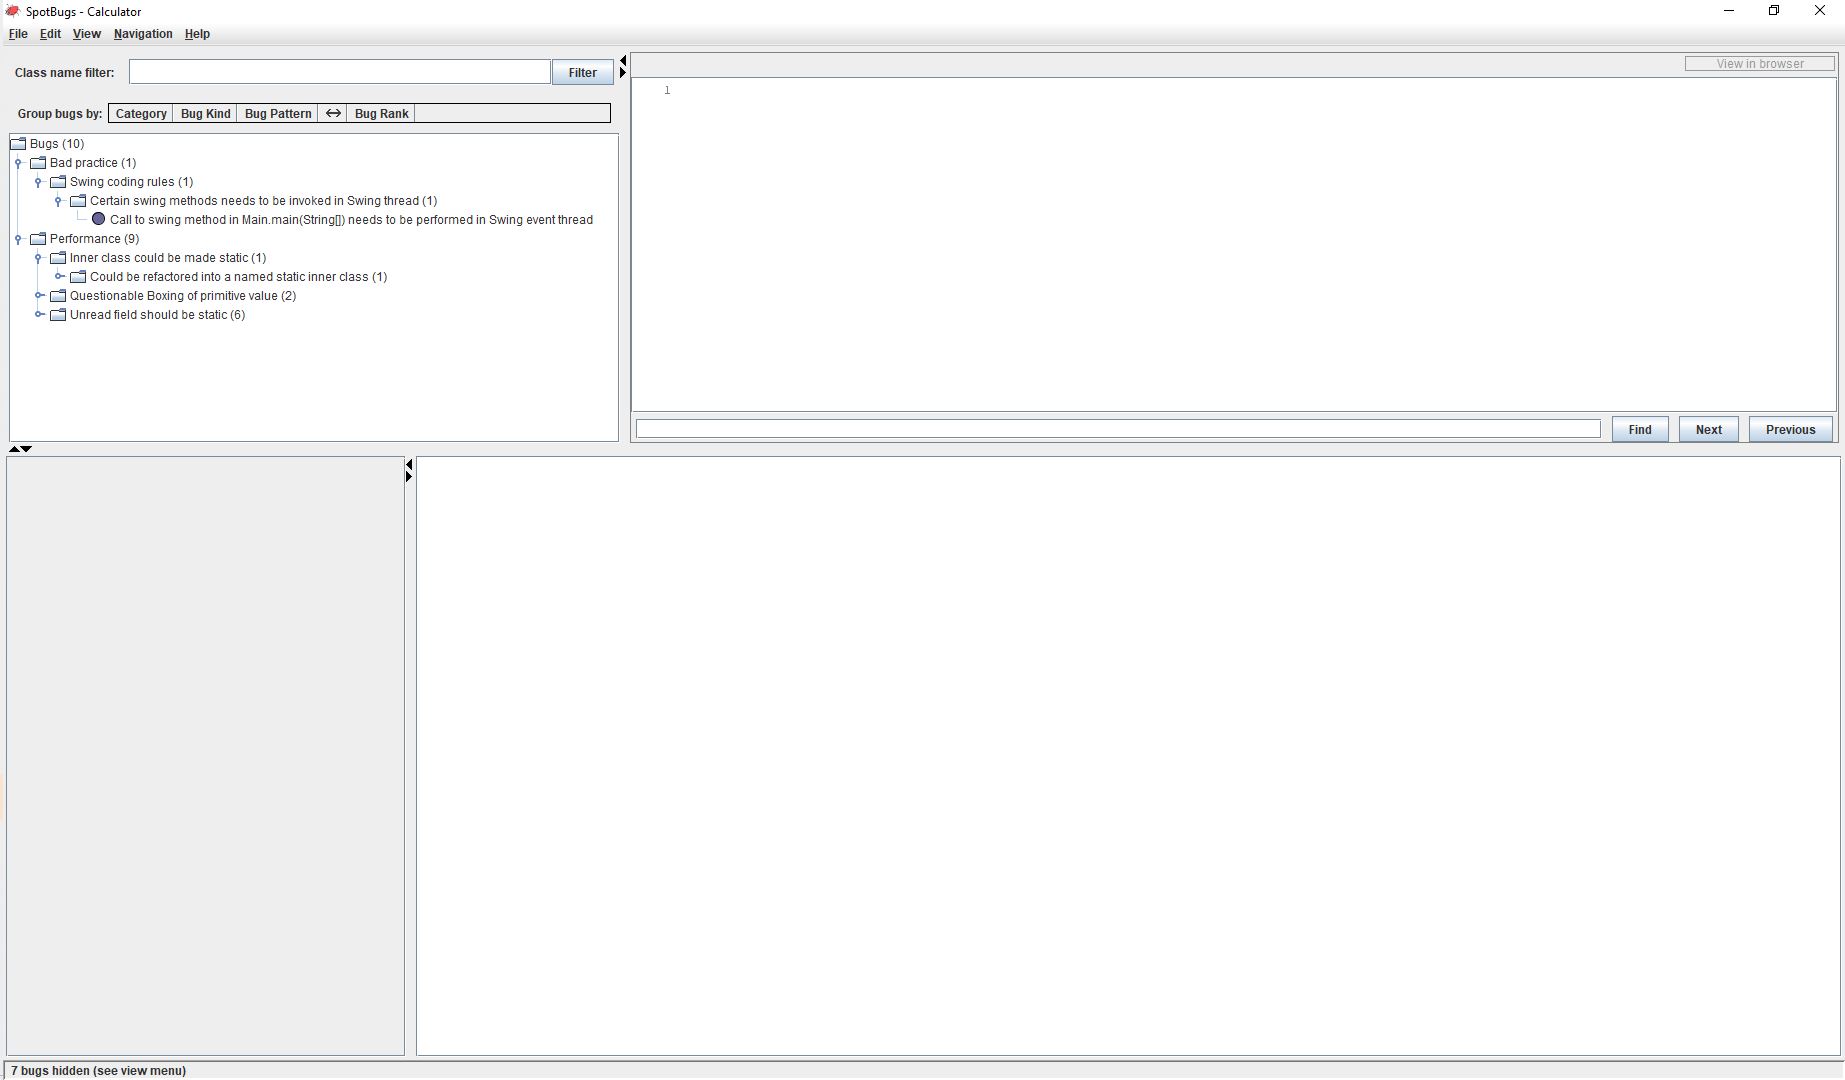 SpotBugs - Calculator
File Edit View Navigation Help
Class name filter: Filter
View in browser
1
Group bugs by: Category Bug Kind Bug Pattern ↔ Bug Rank
Bugs (10)
Bad practice (1)
Swing coding rules (1)
Certain swing methods needs to be invoked in Swing thread (1)
Call to swing method in Main.main(String[]) needs to be performed in Swing event thread
Performance (9)
Inner class could be made static (1)
Could be refactored into a named static inner class (1)
Questionable Boxing of primitive value (2)
Unread field should be static (6)
Find Next Previous
7 bugs hidden (see view menu)